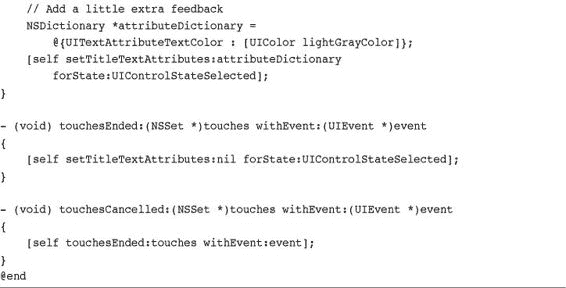 // Add a little extra feedback
NSDictionary *attributeDictionary =
@{UITextAttributeTextColor : [UIColor lightGrayColor]};
[self setTitleTextAttributes:attributeDictionary
forState:UIControlStateSelected];
}
- (void) touchesEnded:(NSSet *)touches withEvent:(UIEvent *)event
{
[self setTitleTextAttributes:nil forState:UIControlStateSelected];
}
- (void) touchesCancelled:(NSSet *)touches withEvent:(UIEvent *)event
{
[self touchesEnded:touches withEvent:event];
}
@end